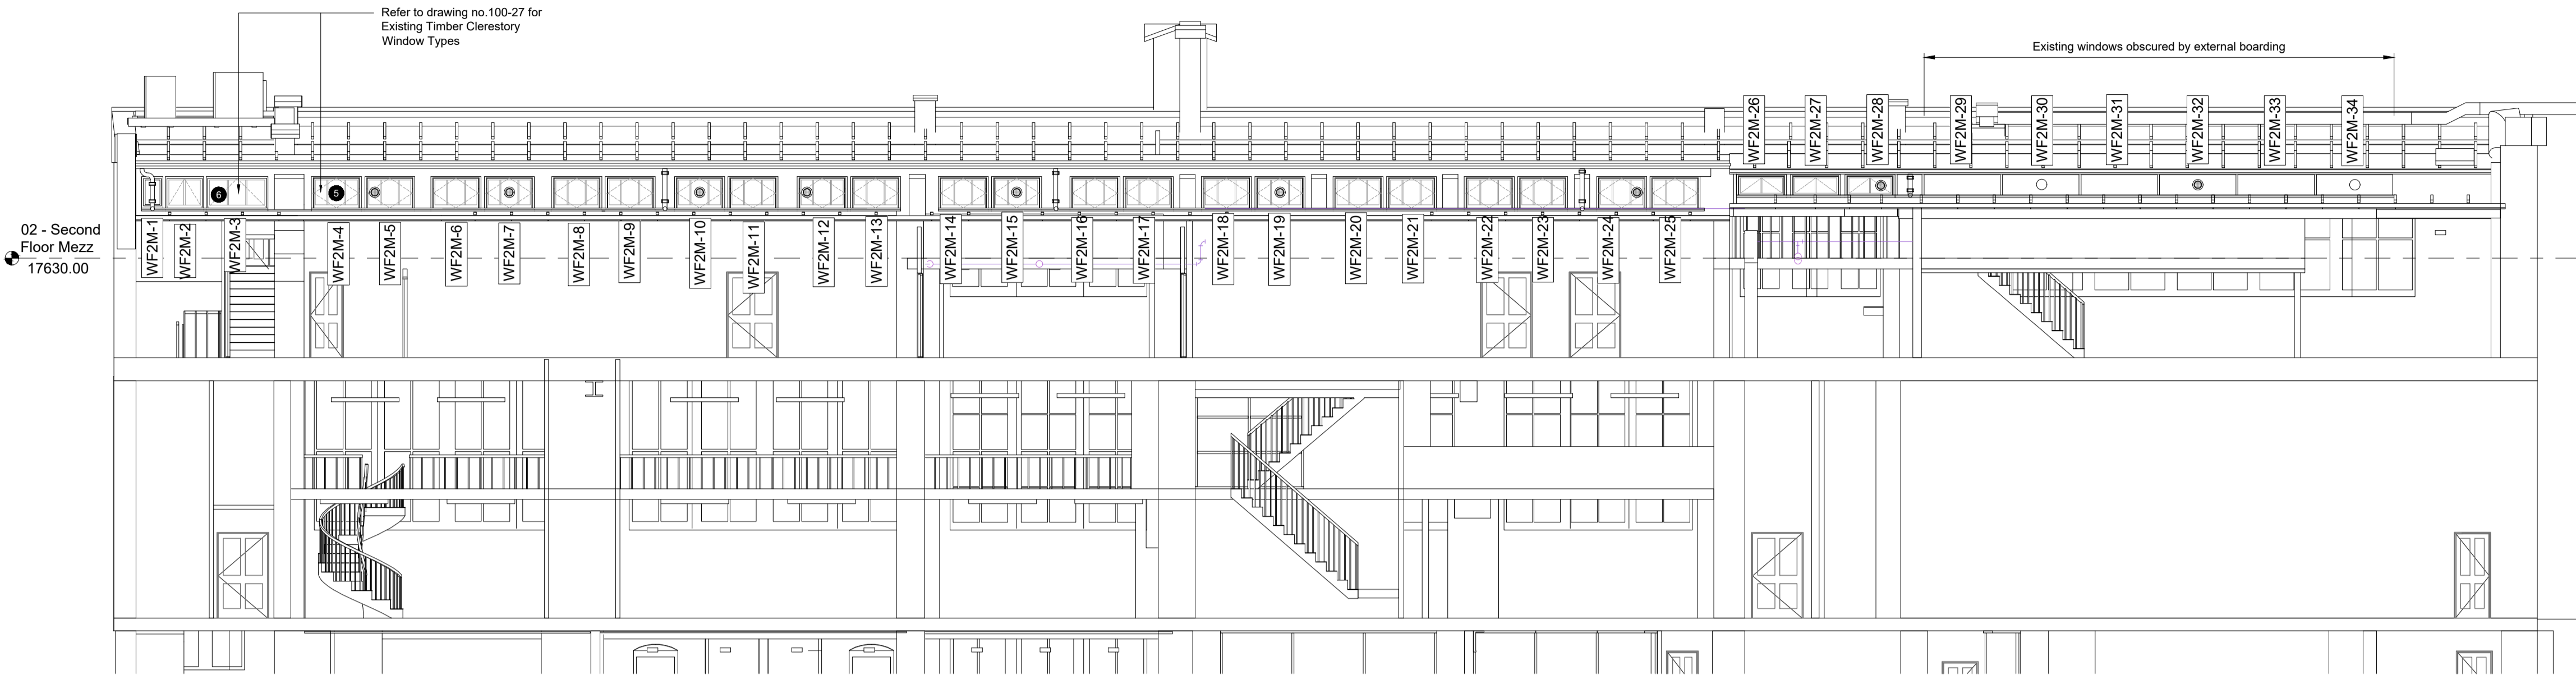 Refer to drawing no.100-27 for
Existing Timber Clerestory
Window Types
Existing windows obscured by external boarding
WF2M-26
WF2M-27
WF2M-28
WF2M-29
WF2M-30
WF2M-31
WF2M-32
WF2M-33
WF2M-34
6
5
02 - Second
Floor Mezz
17630.00
WF2M-1
WF2M-2
WF2M-3
WF2M-4
WF2M-5
WF2M-6
WF2M-7
WF2M-8
WF2M-9
WF2M-10
WF2M-11
WF2M-12
WF2M-13
WF2M-14
WF2M-15
WF2M-16
WF2M-17
WF2M-18
WF2M-19
WF2M-20
WF2M-21
WF2M-22
WF2M-23
WF2M-24
WF2M-25